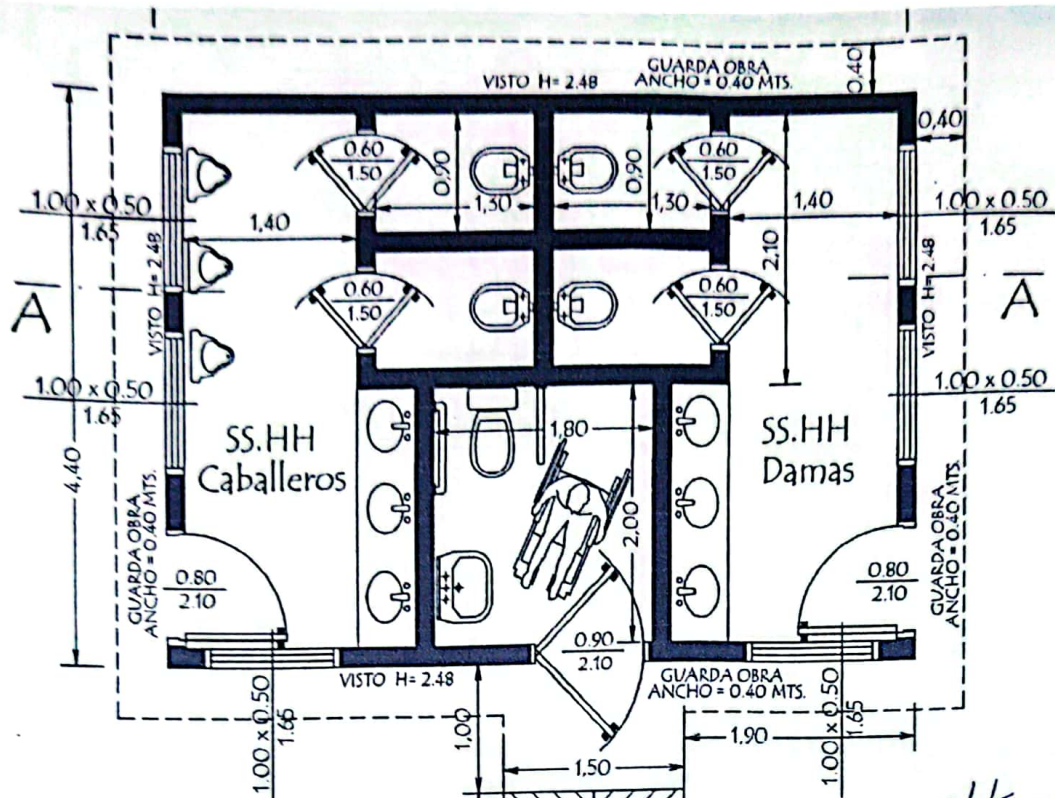 GUARDA OBRA
ANCHO = 0.40 MTS.
VISTO H= 2.48
0,40
0,40
0.60
1.50
0,90
0,90
0.60
1.50
1,30
1,30
1.00 x 0.50
1.65
1,40
1,40
1.00 x 0.50
1.65
VISTO H= 2.48
2,10
VISTO H=2.48
A
0.60
1.50
0.60
1.50
A
1.00 x 0.50
1.65
1.00 x 0.50
1.65
4,40
SS.HH
Caballeros
1,80
SS.HH
Damas
2,00
GUARDA OBRA
ANCHO = 0.40 MTS.
GUARDA OBRA
ANCHO = 0.40 MTS.
0.80
2.10
0.80
2.10
0.90
2.10
VISTO H= 2.48
GUARDA OBRA
ANCHO = 0.40 MTS.
1.00 x 0.50
1.65
1,00
1,50
1,90
1.00 x 0.50
1.65